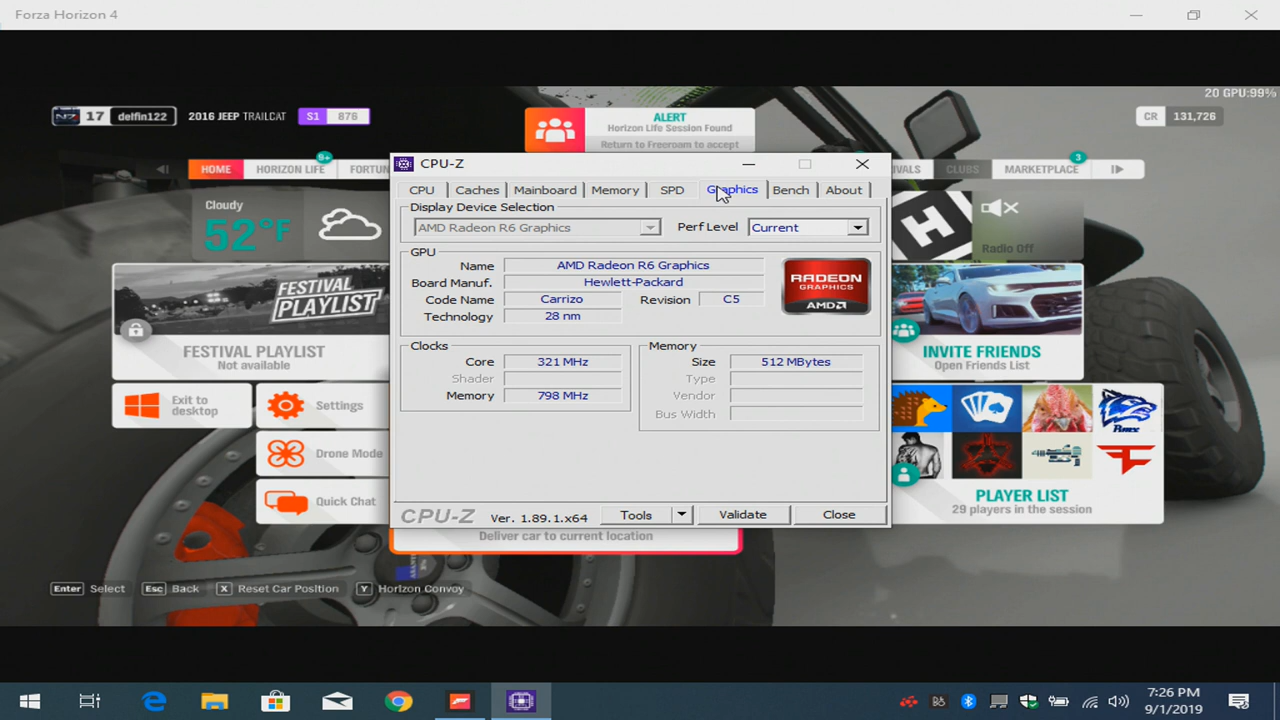 Forza Horizon 4
20 GPU:99%
17 delfin122 2016 JEEP TRAILCAT S1 876
ALERT
Horizon Life Session Found
Return to Freeroam to accept
CR 131,726
HOME HORIZON LIFE 9+ FORTUN
IVALS CLUBS MARKETPLACE 3
CPU-Z
CPU Caches Mainboard Memory SPD Graphics Bench About
Display Device Selection
AMD Radeon R6 Graphics Perf Level Current
GPU
Name AMD Radeon R6 Graphics
Board Manuf. Hewlett-Packard
Code Name Carrizo Revision C5
Technology 28 nm
RADEON
GRAPHICS
AMD
Clocks
Core 321 MHz
Shader
Memory 798 MHz
Memory
Size 512 MBytes
Type
Vendor
Bus Width
CPU-Z Ver. 1.89.1.x64 Tools Validate Close
Cloudy
52°F
FESTIVAL
PLAYLIST
FESTIVAL PLAYLIST
Not available
Exit to
desktop
Settings
Drone Mode
Quick Chat
H
Radio Off
INVITE FRIENDS
Open Friends List
PLAYER LIST
29 players in the session
Deliver car to current location
Enter Select Esc Back X Reset Car Position Y Horizon Convoy
7:26 PM
9/1/2019